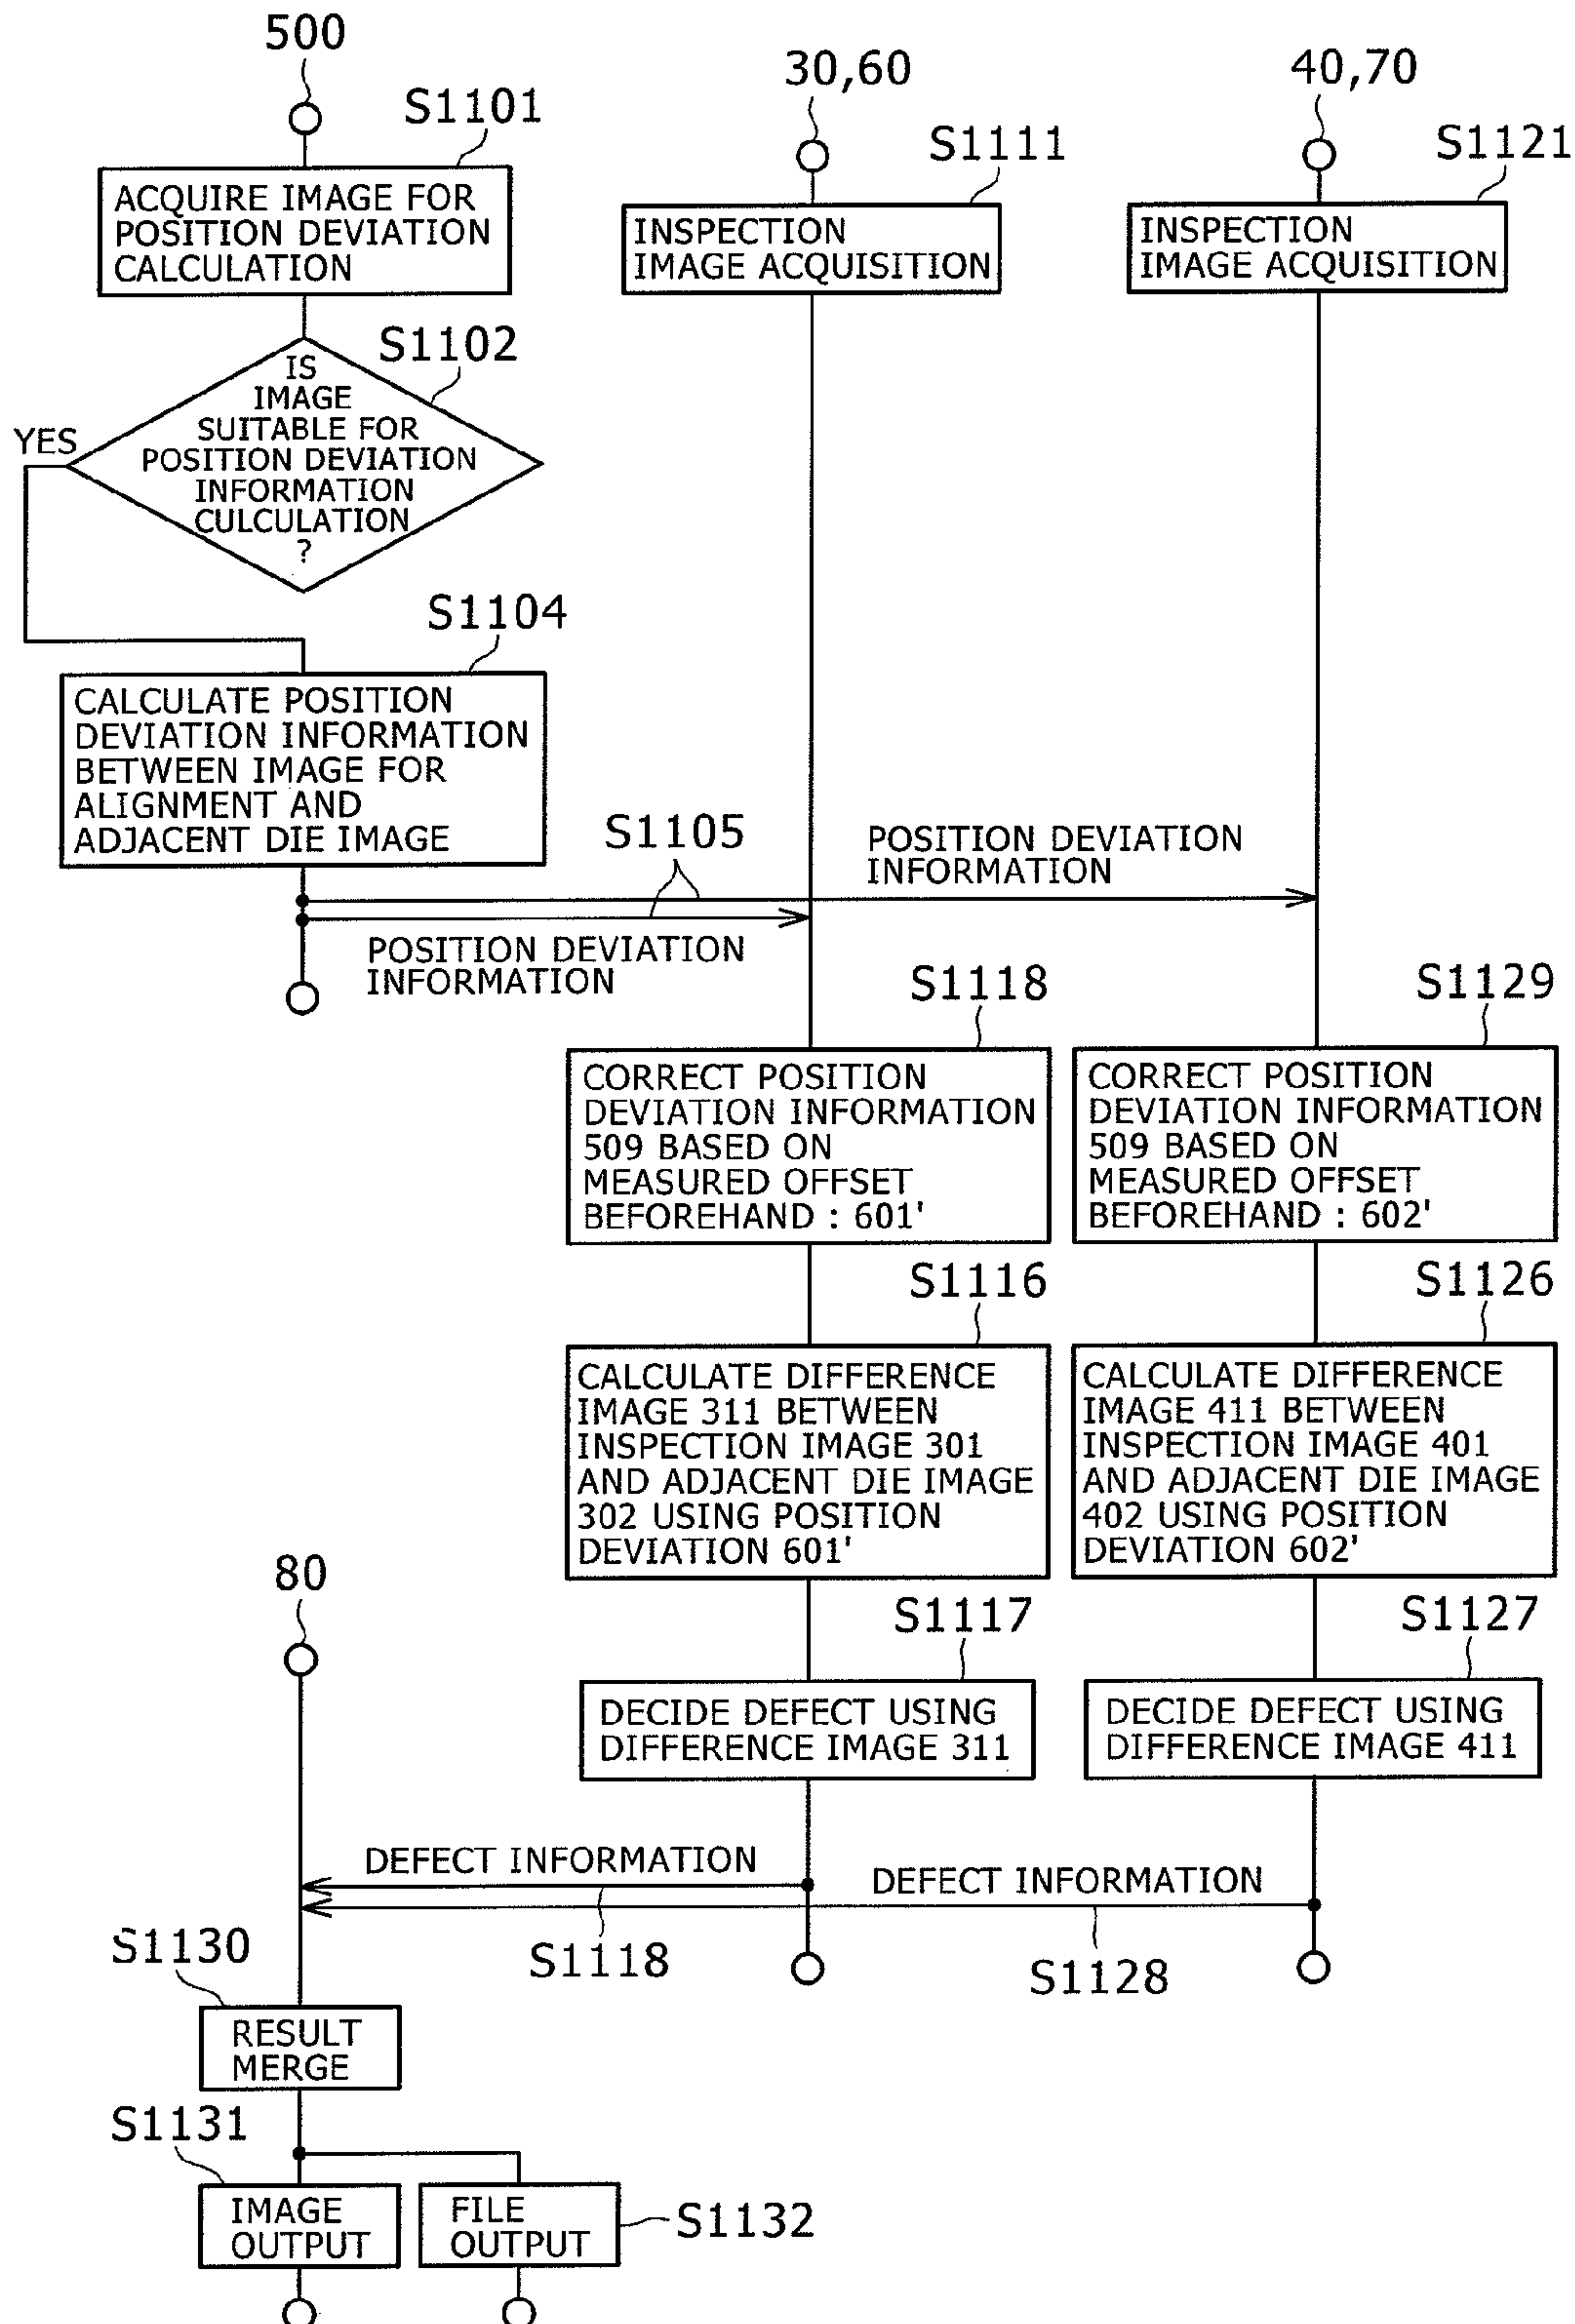 500
S1101
ACQUIRE IMAGE FOR
POSITION DEVIATION
CALCULATION
S1102
IS
IMAGE
SUITABLE FOR
POSITION DEVIATION
INFORMATION
CULCULATION
?
YES
S1104
CALCULATE POSITION
DEVIATION INFORMATION
BETWEEN IMAGE FOR
ALIGNMENT AND
ADJACENT DIE IMAGE
S1105
POSITION DEVIATION
INFORMATION
POSITION DEVIATION
INFORMATION
30,60
S1111
INSPECTION
IMAGE ACQUISITION
40,70
S1121
INSPECTION
IMAGE ACQUISITION
S1118
CORRECT POSITION
DEVIATION INFORMATION
509 BASED ON
MEASURED OFFSET
BEFOREHAND : 601'
S1129
CORRECT POSITION
DEVIATION INFORMATION
509 BASED ON
MEASURED OFFSET
BEFOREHAND : 602'
S1116
CALCULATE DIFFERENCE
IMAGE 311 BETWEEN
INSPECTION IMAGE 301
AND ADJACENT DIE IMAGE
302 USING POSITION
DEVIATION 601'
S1126
CALCULATE DIFFERENCE
IMAGE 411 BETWEEN
INSPECTION IMAGE 401
AND ADJACENT DIE IMAGE
402 USING POSITION
DEVIATION 602'
S1117
DECIDE DEFECT USING
DIFFERENCE IMAGE 311
S1127
DECIDE DEFECT USING
DIFFERENCE IMAGE 411
80
DEFECT INFORMATION
S1118
DEFECT INFORMATION
S1128
S1130
RESULT
MERGE
S1131
IMAGE
OUTPUT
FILE
OUTPUT
S1132